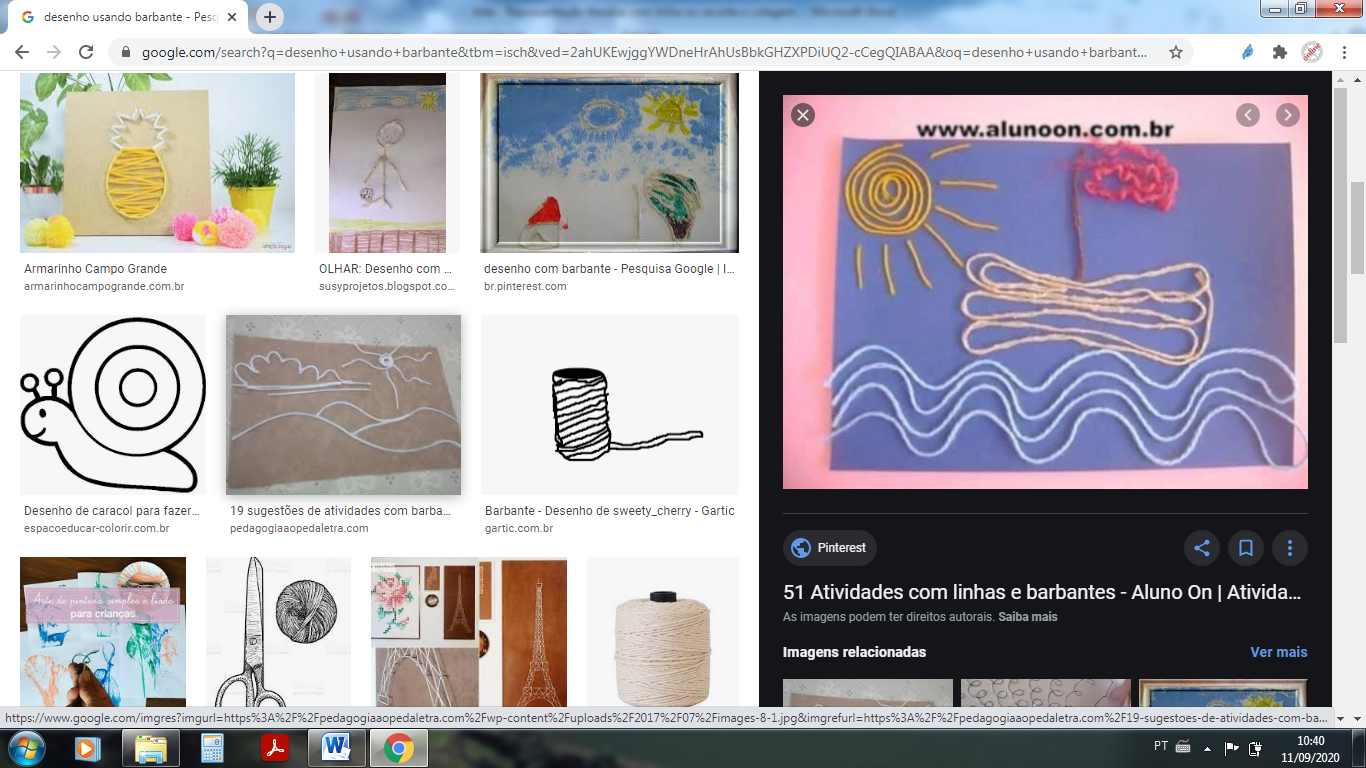 desenho usando barbante - Pesq
google.com/search?q=desenho+usando+barbante&tbm=isch&ved=2ahUKEwjggYWDneHrAhUsBbkGHZXPDiUQ2-cCegQIABAA&oq=desenho+usando+barbant...
Armarinho Campo Grande
armarinhocampogrande.com.br
OLHAR: Desenho com ...
susyprojetos.blogspot.co...
desenho com barbante - Pesquisa Google | I...
br.pinterest.com
Desenho de caracol para fazer...
espacoeducar-colorir.com.br
19 sugestões de atividades com barba...
pedagogiaaopedaletra.com
Barbante - Desenho de sweety_cherry - Gartic
gartic.com.br
Arte de pintura simples e linda
para crianças
www.alunoon.com.br
Pinterest
51 Atividades com linhas e barbantes - Aluno On | Ativida...
As imagens podem ter direitos autorais. Saiba mais
Imagens relacionadas
Ver mais
https://www.google.com/imgres?imgurl=https%3A%2F%2Fpedagogiaaopedaletra.com%2Fwp-content%2Fuploads%2F2017%2F07%2Fimages-8-1.jpg&imgrefurl=https%3A%2F%2Fpedagogiaaopedaletra.com%2F19-sugestoes-de-atividades-com-ba...
PT
10:40
11/09/2020